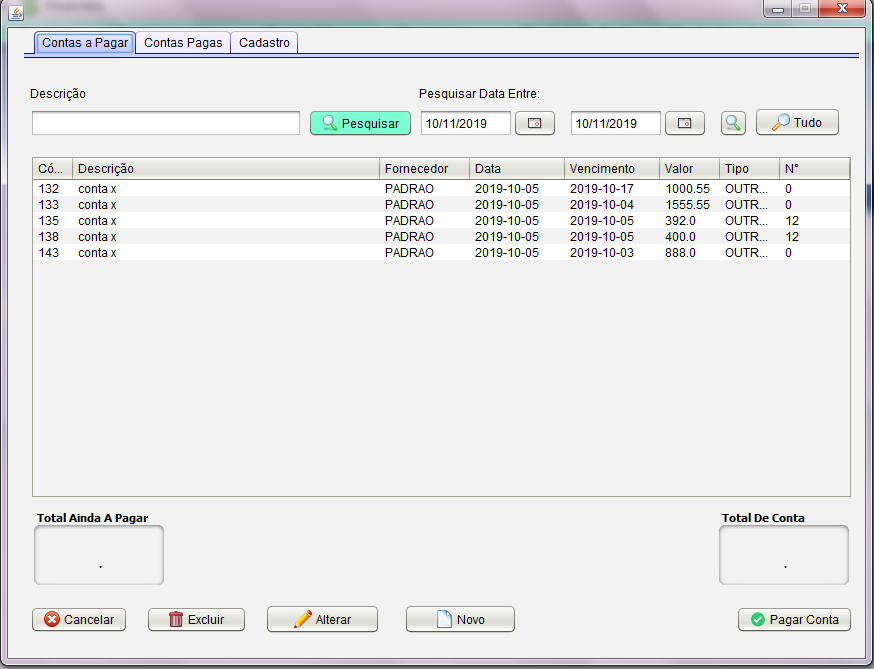 Contas a Pagar Contas Pagas Cadastro
Descrição Pesquisar Data Entre:
Pesquisar 10/11/2019 10/11/2019 Tudo
Có... Descrição Fornecedor Data Vencimento Valor Tipo N°
132 conta x PADRAO 2019-10-05 2019-10-17 1000.55 OUTR... 0
133 conta x PADRAO 2019-10-05 2019-10-04 1555.55 OUTR... 0
135 conta x PADRAO 2019-10-05 2019-10-05 392.0 OUTR... 12
138 conta x PADRAO 2019-10-05 2019-10-05 400.0 OUTR... 12
143 conta x PADRAO 2019-10-05 2019-10-03 888.0 OUTR... 0
Total Ainda A Pagar Total De Conta
. .
Cancelar Excluir Alterar Novo Pagar Conta